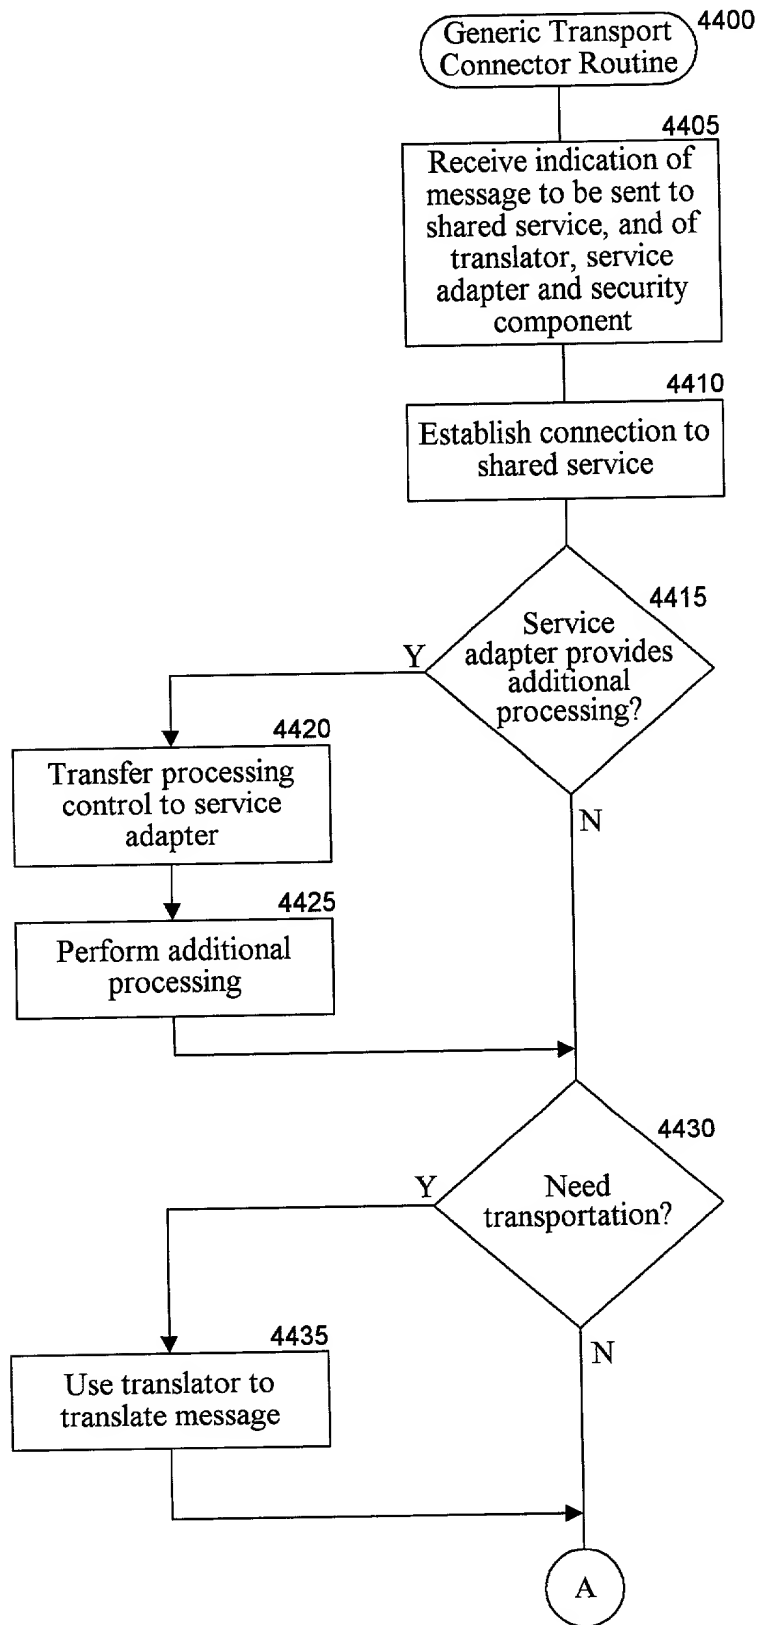 Generic Transport
Connector Routine
4400
4405
Receive indication of
message to be sent to
shared service, and of
translator, service
adapter and security
component
4410
Establish connection to
shared service
4415
Service
adapter provides
additional
processing?
Y
N
4420
Transfer processing
control to service
adapter
4425
Perform additional
processing
4430
Need
transportation?
Y
N
4435
Use translator to
translate message
A